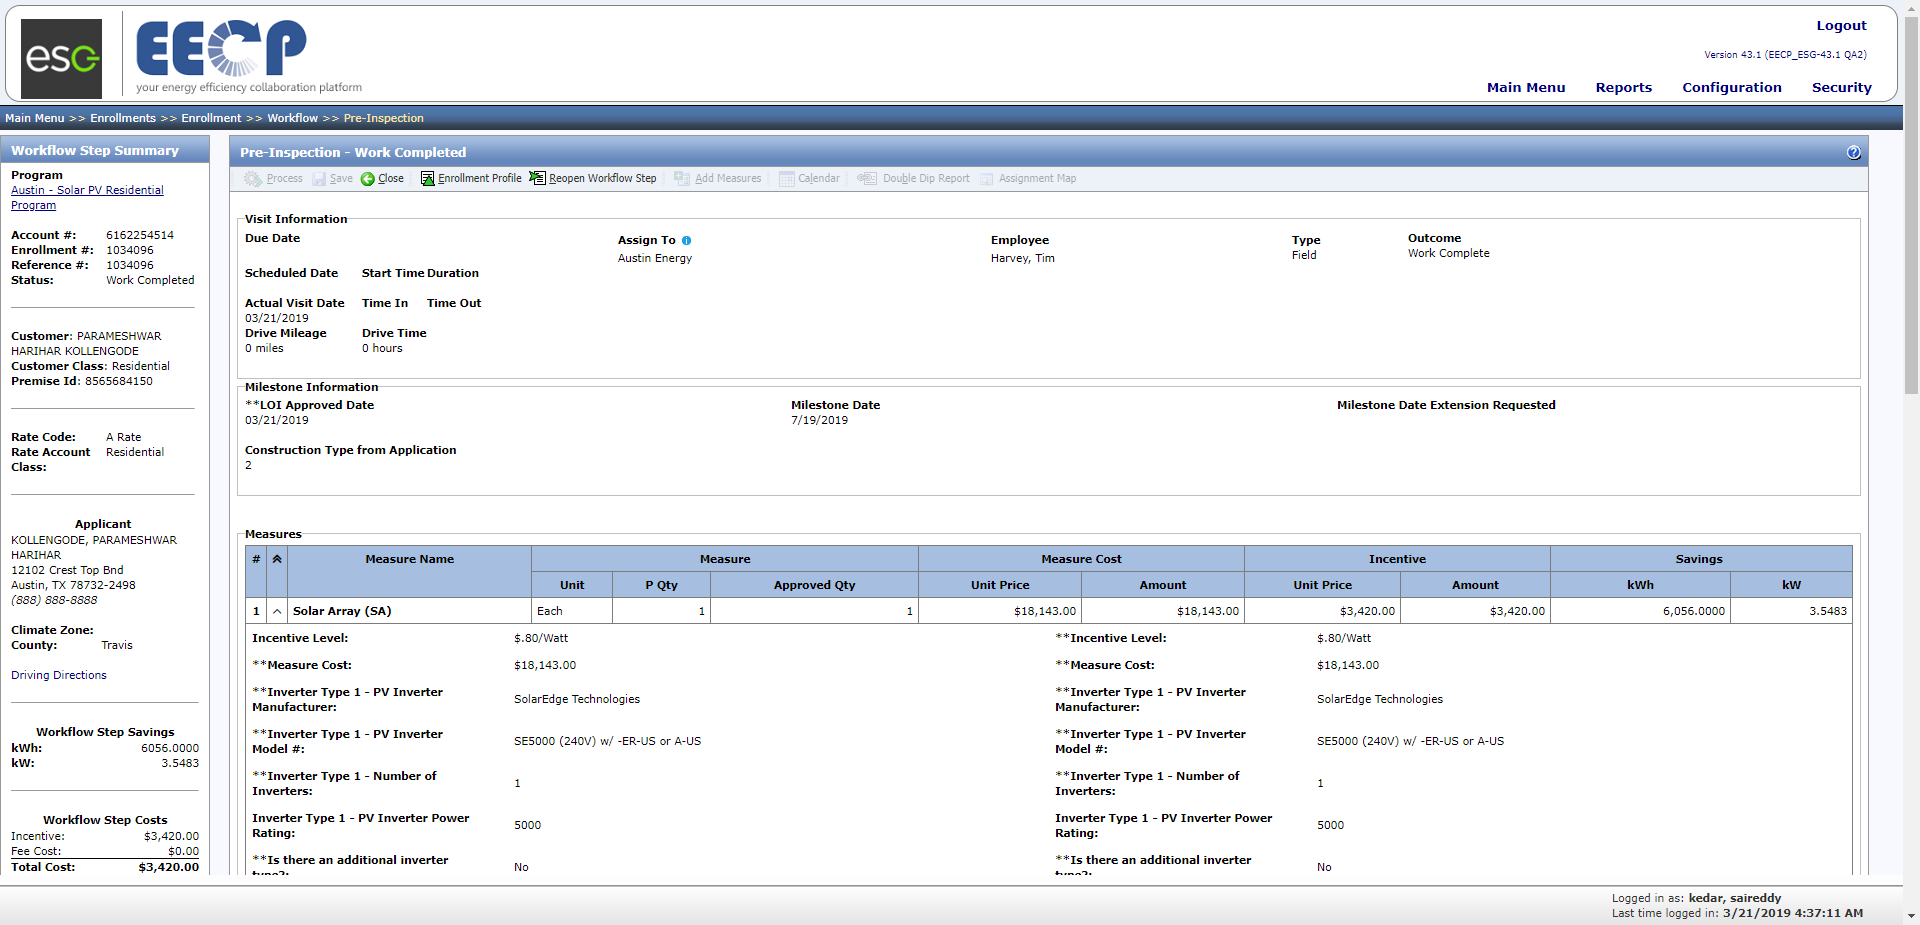 Logout
esg
EECP
your energy efficiency collaboration platform
Version 43.1 (EECP_ESG-43.1 QA2)
Main Menu Reports Configuration Security
Main Menu >> Enrollments >> Enrollment >> Workflow >> Pre-Inspection
Workflow Step Summary
Program
Austin - Solar PV Residential
Program
Account #: 6162254514
Enrollment #: 1034096
Reference #: 1034096
Status: Work Completed
Customer: PARAMESHWAR
HARIHAR KOLLENGODE
Customer Class: Residential
Premise Id: 8565684150
Rate Code: A Rate
Rate Account Residential
Class:
Applicant
KOLLENGODE, PARAMESHWAR
HARIHAR
12102 Crest Top Bnd
Austin, TX 78732-2498
(888) 888-8888
Climate Zone:
County: Travis
Driving Directions
Workflow Step Savings
kWh: 6056.0000
kW: 3.5483
Workflow Step Costs
Incentive: $3,420.00
Fee Cost: $0.00
Total Cost: $3,420.00
Pre-Inspection - Work Completed
Process Save Close Enrollment Profile Reopen Workflow Step Add Measures Calendar Double Dip Report Assignment Map
Visit Information
Due Date Assign To Employee Type Outcome
Austin Energy Harvey, Tim Field Work Complete
Scheduled Date Start Time Duration
Actual Visit Date Time In Time Out
03/21/2019
Drive Mileage Drive Time
0 miles 0 hours
Milestone Information
**LOI Approved Date Milestone Date Milestone Date Extension Requested
03/21/2019 7/19/2019
Construction Type from Application
2
Measures
# Measure Name Measure Measure Cost Incentive Savings
Unit P Qty Approved Qty Unit Price Amount Unit Price Amount kWh kW
1 Solar Array (SA) Each 1 1 $18,143.00 $18,143.00 $3,420.00 $3,420.00 6,056.0000 3.5483
Incentive Level: $.80/Watt **Incentive Level: $.80/Watt
**Measure Cost: $18,143.00 **Measure Cost: $18,143.00
**Inverter Type 1 - PV Inverter **Inverter Type 1 - PV Inverter
Manufacturer: SolarEdge Technologies Manufacturer: SolarEdge Technologies
**Inverter Type 1 - PV Inverter **Inverter Type 1 - PV Inverter
Model #: SE5000 (240V) w/ -ER-US or A-US Model #: SE5000 (240V) w/ -ER-US or A-US
**Inverter Type 1 - Number of **Inverter Type 1 - Number of
Inverters: 1 Inverters: 1
Inverter Type 1 - PV Inverter Power Inverter Type 1 - PV Inverter Power
Rating: 5000 Rating: 5000
**Is there an additional inverter **Is there an additional inverter
type?: No type?: No
Logged in as: kedar, saireddy
Last time logged in: 3/21/2019 4:37:11 AM